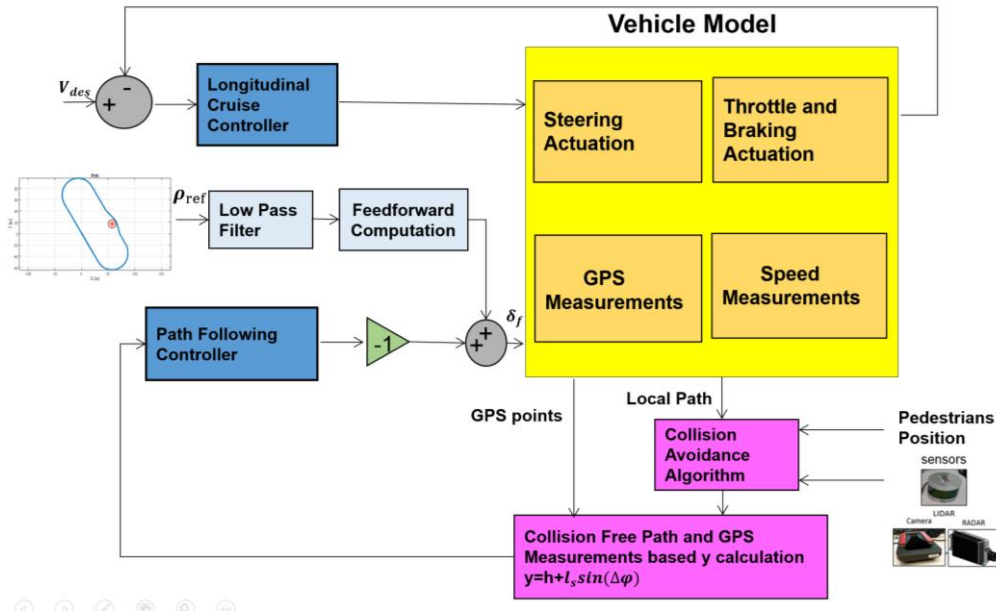 Vehicle Model
V_des
+
-
Longitudinal
Cruise
Controller
Steering
Actuation
Throttle and
Braking
Actuation
ρ_ref
Low Pass
Filter
Feedforward
Computation
GPS
Measurements
Speed
Measurements
Path Following
Controller
-1
+
+
δ_f
GPS points
Local Path
Collision
Avoidance
Algorithm
Pedestrians
Position
sensors
LIDAR
Camera
RADAR
Collision Free Path and GPS
Measurements based y calculation
y=h+l_s sin(Δφ)